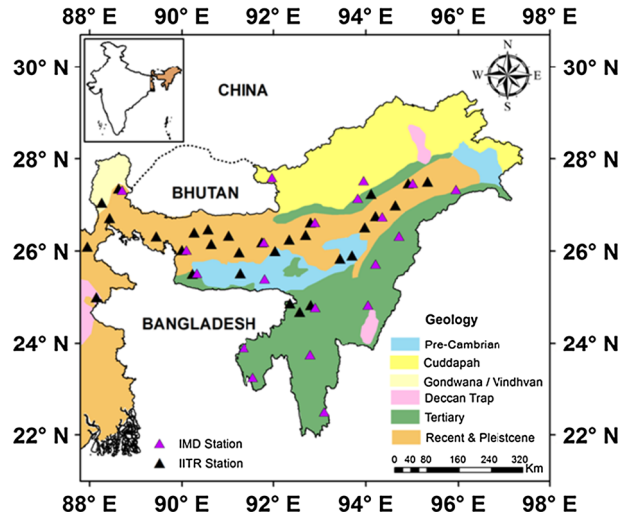 88° E 90° E 92° E 94° E 96° E 98° E
30° N 30° N
N
W E
S
CHINA
28° N 28° N
BHUTAN
26° N 26° N
BANGLADESH
24° N 24° N
22° N 22° N
Geology
Pre-Cambrian
Cuddapah
Gondwana / Vindhvan
Deccan Trap
Tertiary
Recent & Pleistcene
IMD Station
IITR Station
0 40 80 160 240 320 Km
88° E 90° E 92° E 94° E 96° E 98° E